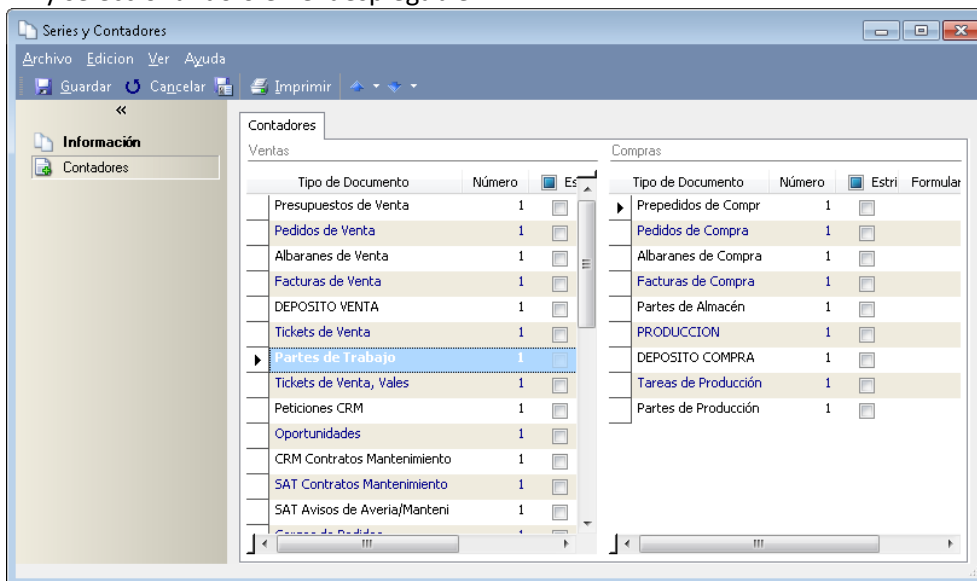 Series y Contadores
Archivo Edicion Ver Ayuda
Guardar Cancelar Imprimir
«
Información
Contadores
Contadores
Ventas
Tipo de Documento Número Es
Presupuestos de Venta 1
Pedidos de Venta 1
Albaranes de Venta 1
Facturas de Venta 1
DEPOSITO VENTA 1
Tickets de Venta 1
Partes de Trabajo 1
Tickets de Venta, Vales 1
Peticiones CRM 1
Oportunidades 1
CRM Contratos Mantenimiento 1
SAT Contratos Mantenimiento 1
SAT Avisos de Averia/Manteni 1
Compras
Tipo de Documento Número Estri Formular
Prepedidos de Compr 1
Pedidos de Compra 1
Albaranes de Compra 1
Facturas de Compra 1
Partes de Almacén 1
PRODUCCION 1
DEPOSITO COMPRA 1
Tareas de Producción 1
Partes de Producción 1